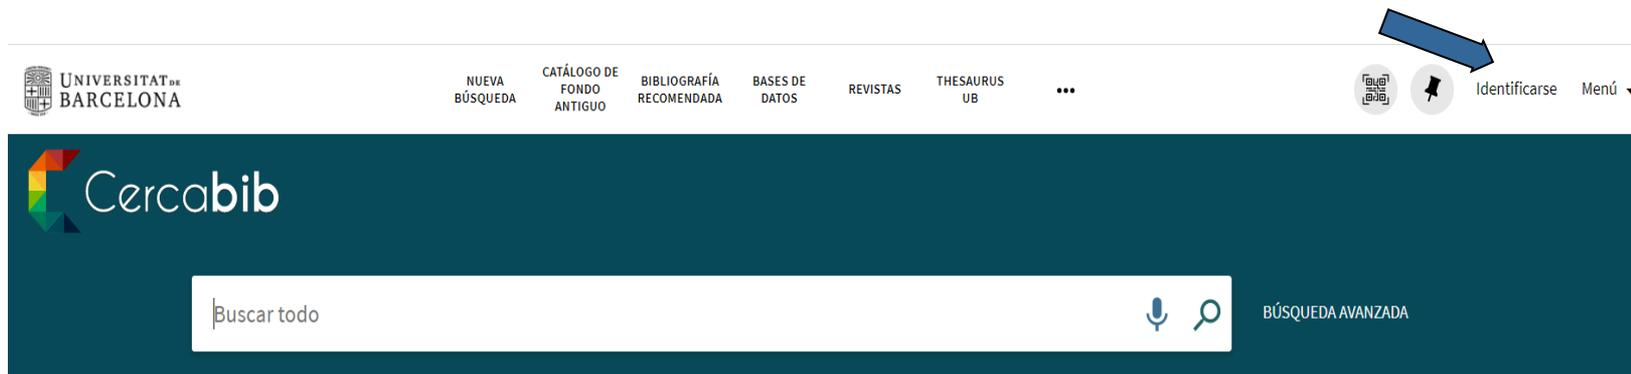 UNIVERSITAT DE
BARCELONA
NUEVA
BÚSQUEDA
CATÁLOGO DE
FONDO
ANTIGUO
BIBLIOGRAFÍA
RECOMENDADA
BASES DE
DATOS
REVISTAS
THESAURUS
UB
Identificarse
Menú
Cercabib
Buscar todo
BÚSQUEDA AVANZADA